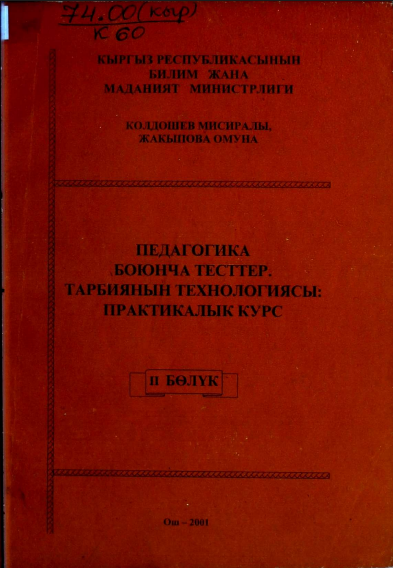 74.00(кыр)
К 60
КЫРГЫЗ РЕСПУБЛИКАСЫНЫН
БИЛИМ ЖАНА
МАДАНИЯТ МИНИСТРЛИГИ
КОЛДОШЕВ МИСИРАЛЫ,
ЖАКЫПОВА ОМУНА
ПЕДАГОГИКА
БОЮНЧА ТЕСТТЕР.
ТАРБИЯНЫН ТЕХНОЛОГИЯСЫ:
ПРАКТИКАЛЫК КУРС
II БӨЛҮК
Ош – 2001